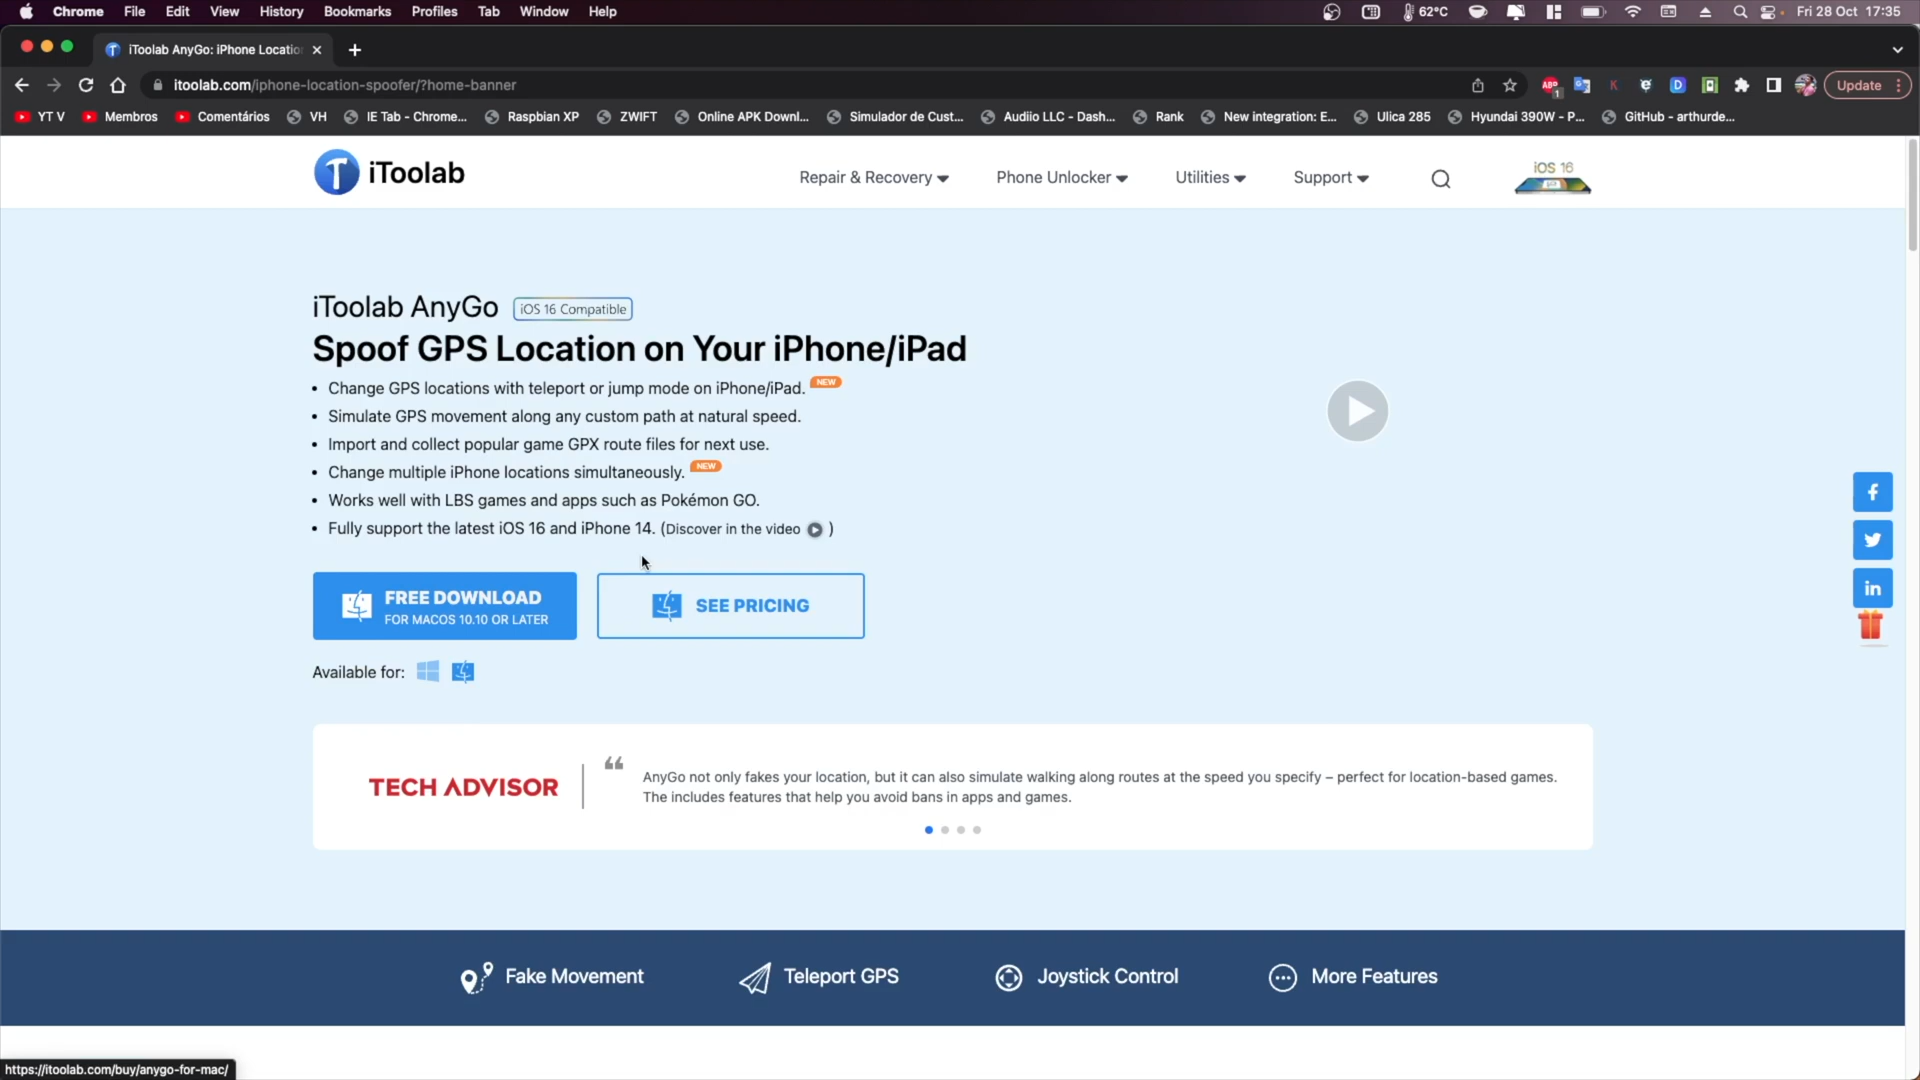 Chrome File Edit View History Bookmarks Profiles Tab Window Help 62°C Fri 28 Oct 17:35
iToolab AnyGo: iPhone Locatio
itoolab.com/iphone-location-spoofer/?home-banner ABP 1 K D Update
YT V Membros Comentários VH IE Tab - Chrome... Raspbian XP ZWIFT Online APK Downl... Simulador de Cust... Audiio LLC - Dash... Rank New integration: E... Ulica 285 Hyundai 390W - P... GitHub - arthurde...
iToolab Repair & Recovery Phone Unlocker Utilities Support iOS 16
iToolab AnyGo iOS 16 Compatible
Spoof GPS Location on Your iPhone/iPad
• Change GPS locations with teleport or jump mode on iPhone/iPad. NEW
• Simulate GPS movement along any custom path at natural speed.
• Import and collect popular game GPX route files for next use.
• Change multiple iPhone locations simultaneously. NEW
• Works well with LBS games and apps such as Pokémon GO.
• Fully support the latest iOS 16 and iPhone 14. (Discover in the video )
FREE DOWNLOAD
FOR MACOS 10.10 OR LATER
SEE PRICING
Available for:
TECH ADVISOR
“ AnyGo not only fakes your location, but it can also simulate walking along routes at the speed you specify – perfect for location-based games.
The includes features that help you avoid bans in apps and games.
Fake Movement Teleport GPS Joystick Control More Features
https://itoolab.com/buy/anygo-for-mac/